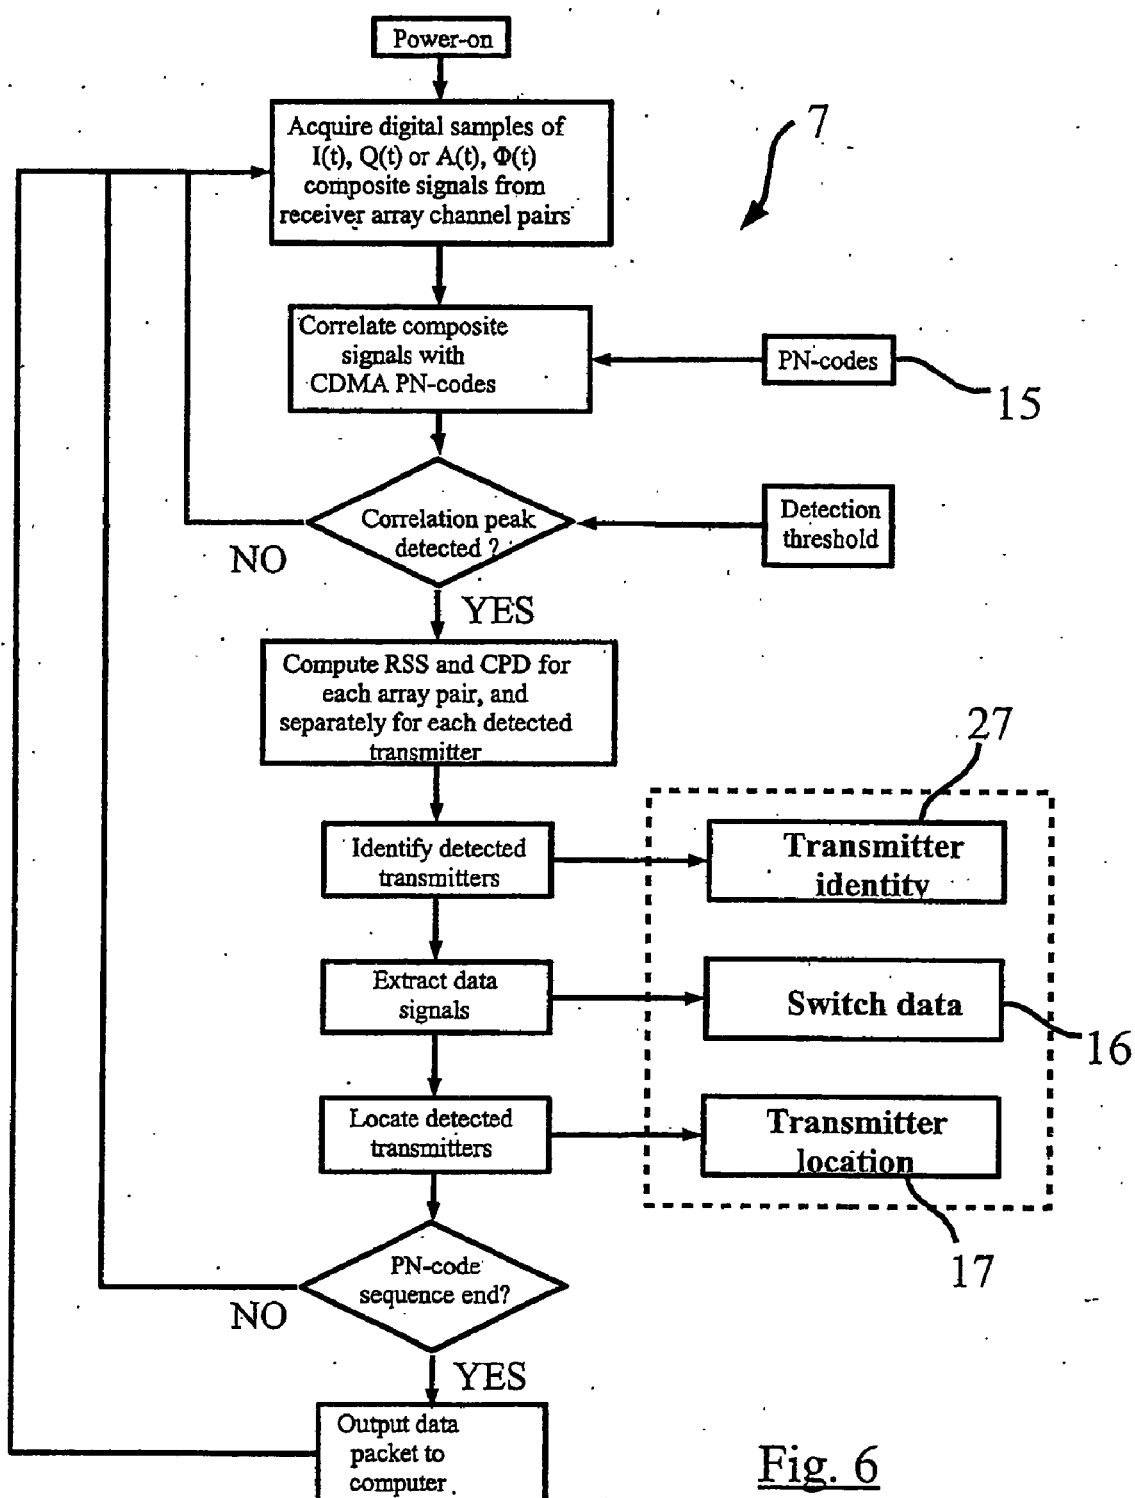 Power-on
7
Acquire digital samples of
I(t), Q(t) or A(t), Φ(t)
composite signals from
receiver array channel pairs
Correlate composite
signals with
CDMA PN-codes
PN-codes
15
Correlation peak
detected ?
Detection
threshold
NO
YES
Compute RSS and CPD for
each array pair, and
separately for each detected
transmitter
27
Identify detected
transmitters
Transmitter
identity
Extract data
signals
Switch data
16
Locate detected
transmitters
Transmitter
location
17
PN-code
sequence end?
NO
YES
Output data
packet to
computer
Fig. 6